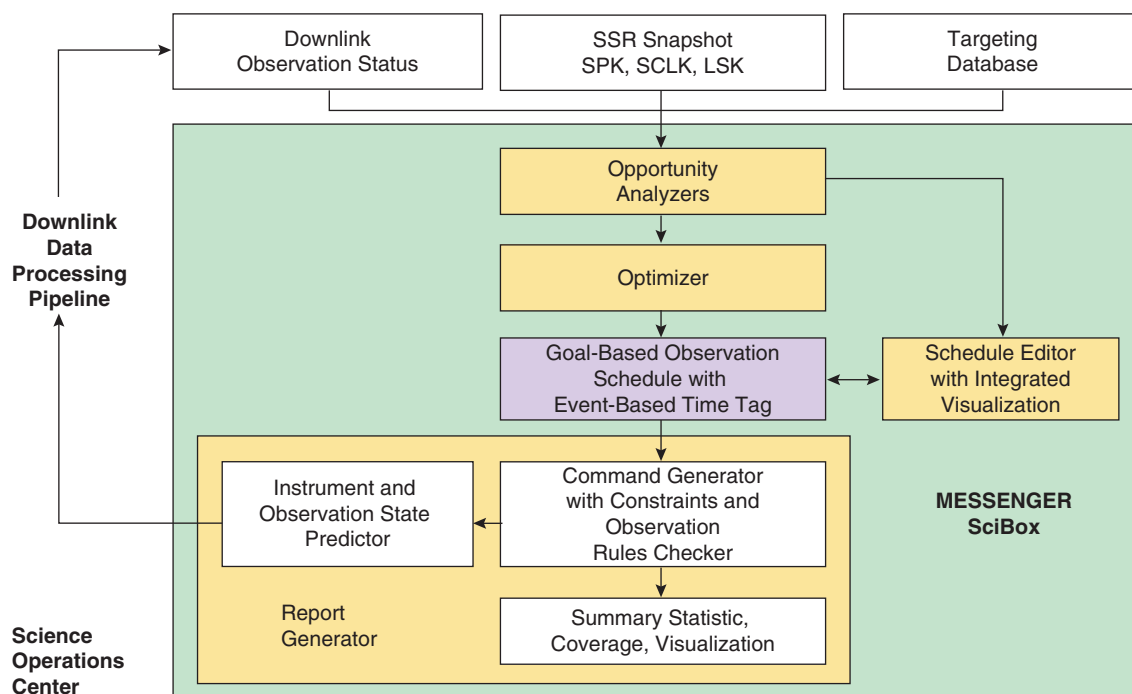 Downlink
Observation Status
SSR Snapshot
SPK, SCLK, LSK
Targeting
Database
Opportunity
Analyzers
Downlink
Data
Processing
Pipeline
Optimizer
Goal-Based Observation
Schedule with
Event-Based Time Tag
Schedule Editor
with Integrated
Visualization
Instrument and
Observation State
Predictor
Command Generator
with Constraints and
Observation
Rules Checker
MESSENGER
SciBox
Report
Generator
Summary Statistic,
Coverage, Visualization
Science
Operations
Center